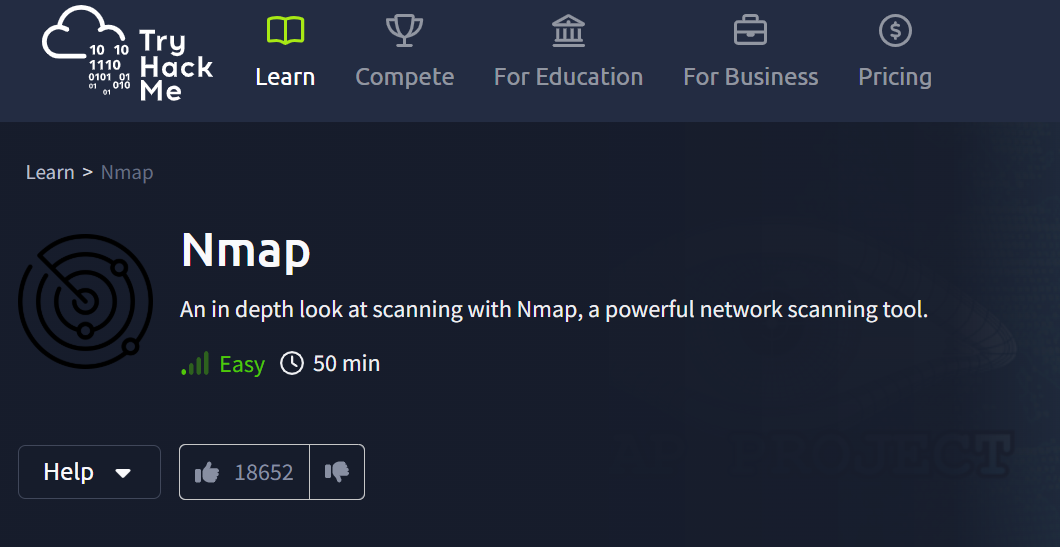 10 10
1110
0101 01
01 01 010
Try
Hack
Me
Learn
Compete
For Education
For Business
Pricing
Learn > Nmap
Nmap
An in depth look at scanning with Nmap, a powerful network scanning tool.
Easy
50 min
Help
18652
PROJECT